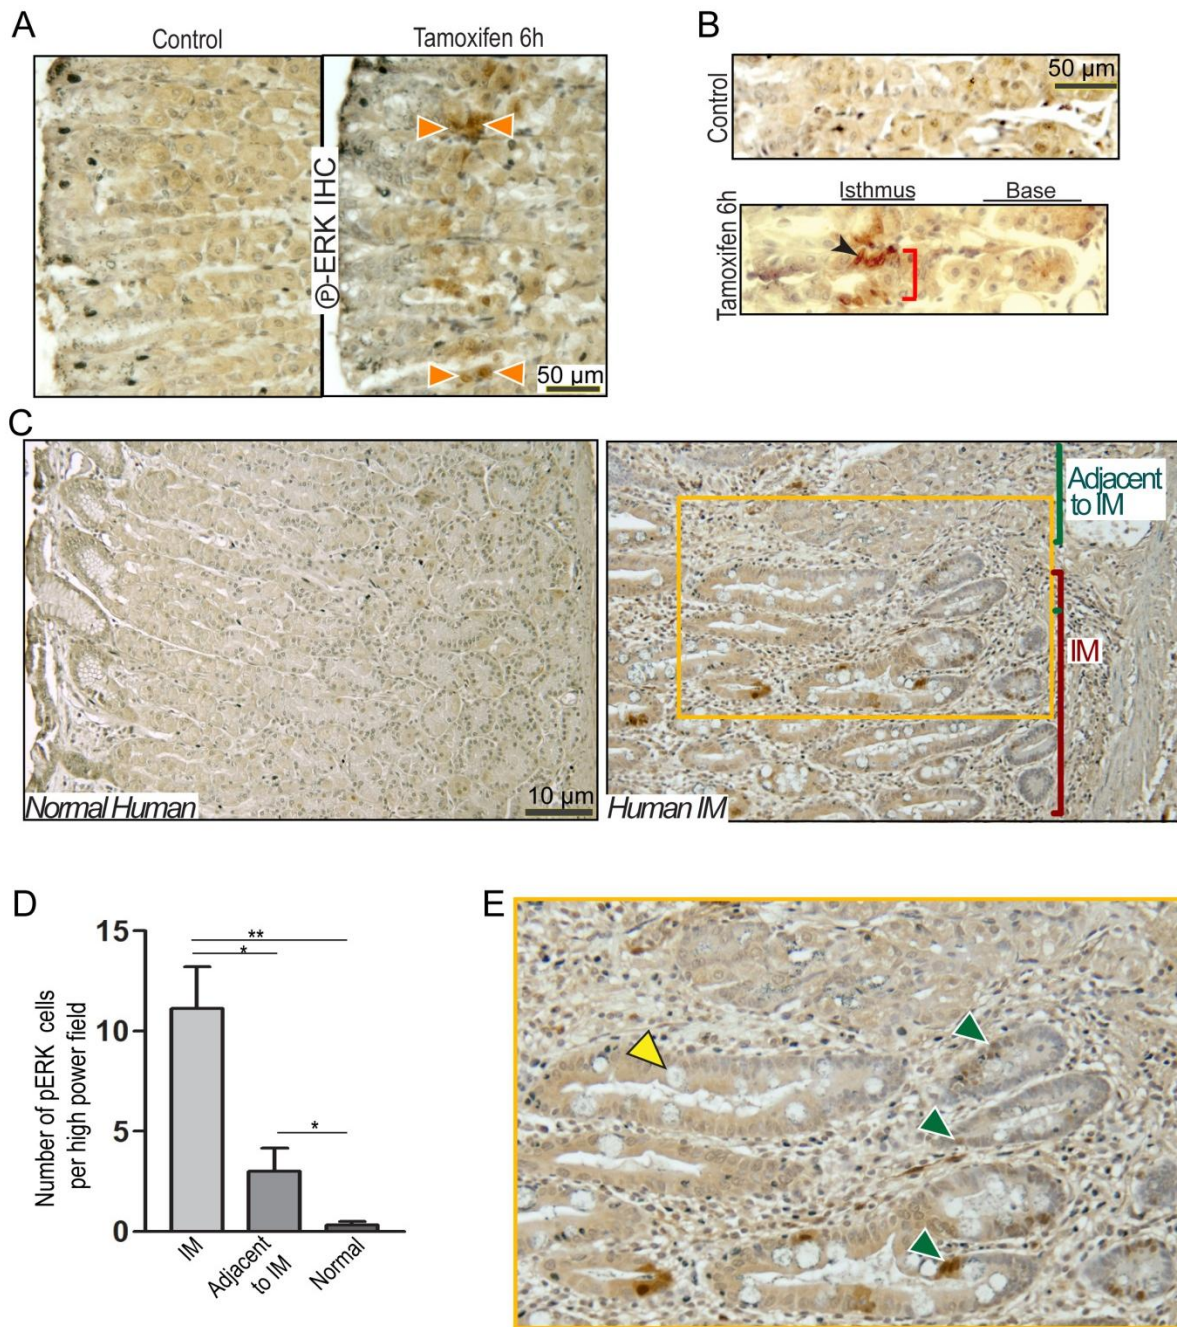 A
Control
Tamoxifen 6h
Ⓟ-ERK IHC
50 µm
B
Control
50 µm
Tamoxifen 6h
Isthmus
Base
C
Normal Human
10 µm
Adjacent
to IM
IM
Human IM
D
Number of pERK cells
per high power field
15
10
5
0
**
*
*
IM
Adjacent
to IM
Normal
E